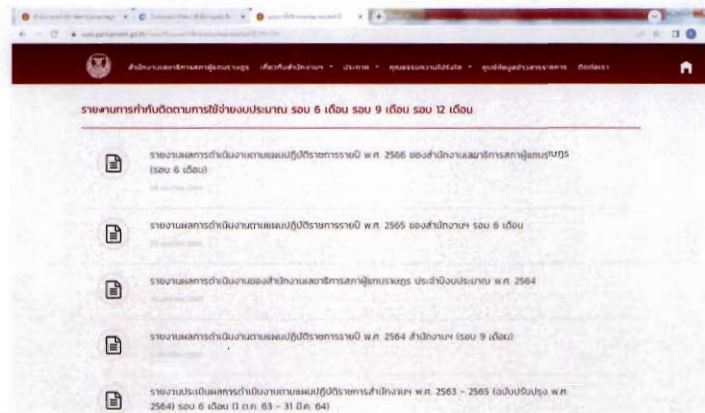 สำนักงานเลขาธิการสภาผู้แทนราษฎร เกี่ยวกับสำนักงานฯ ประกาศ คุณธรรมความโปร่งใส ศูนย์ข้อมูลข่าวสารราชการ ติดต่อเรา
รายงานการกำกับติดตามการใช้จ่ายงบประมาณ รอบ 6 เดือน รอบ 9 เดือน รอบ 12 เดือน
รายงานผลการดำเนินงานตามแผนปฏิบัติราชการรายปี พ.ศ. 2566 ของสำนักงานเลขาธิการสภาผู้แทนราษฎร
(รอบ 6 เดือน)
รายงานผลการดำเนินงานตามแผนปฏิบัติราชการรายปี พ.ศ. 2565 ของสำนักงานฯ รอบ 6 เดือน
รายงานผลการดำเนินงานของสำนักงานเลขาธิการสภาผู้แทนราษฎร ประจำปีงบประมาณ พ.ศ. 2564
รายงานผลการดำเนินงานตามแผนปฏิบัติราชการรายปี พ.ศ. 2564 สำนักงานฯ (รอบ 9 เดือน)
รายงานประเมินผลการดำเนินงานตามแผนปฏิบัติราชการสำนักงานฯ พ.ศ. 2563 - 2565 (ฉบับปรับปรุง พ.ศ.
2564) รอบ 6 เดือน (1 ต.ค. 63 - 31 มี.ค. 64)